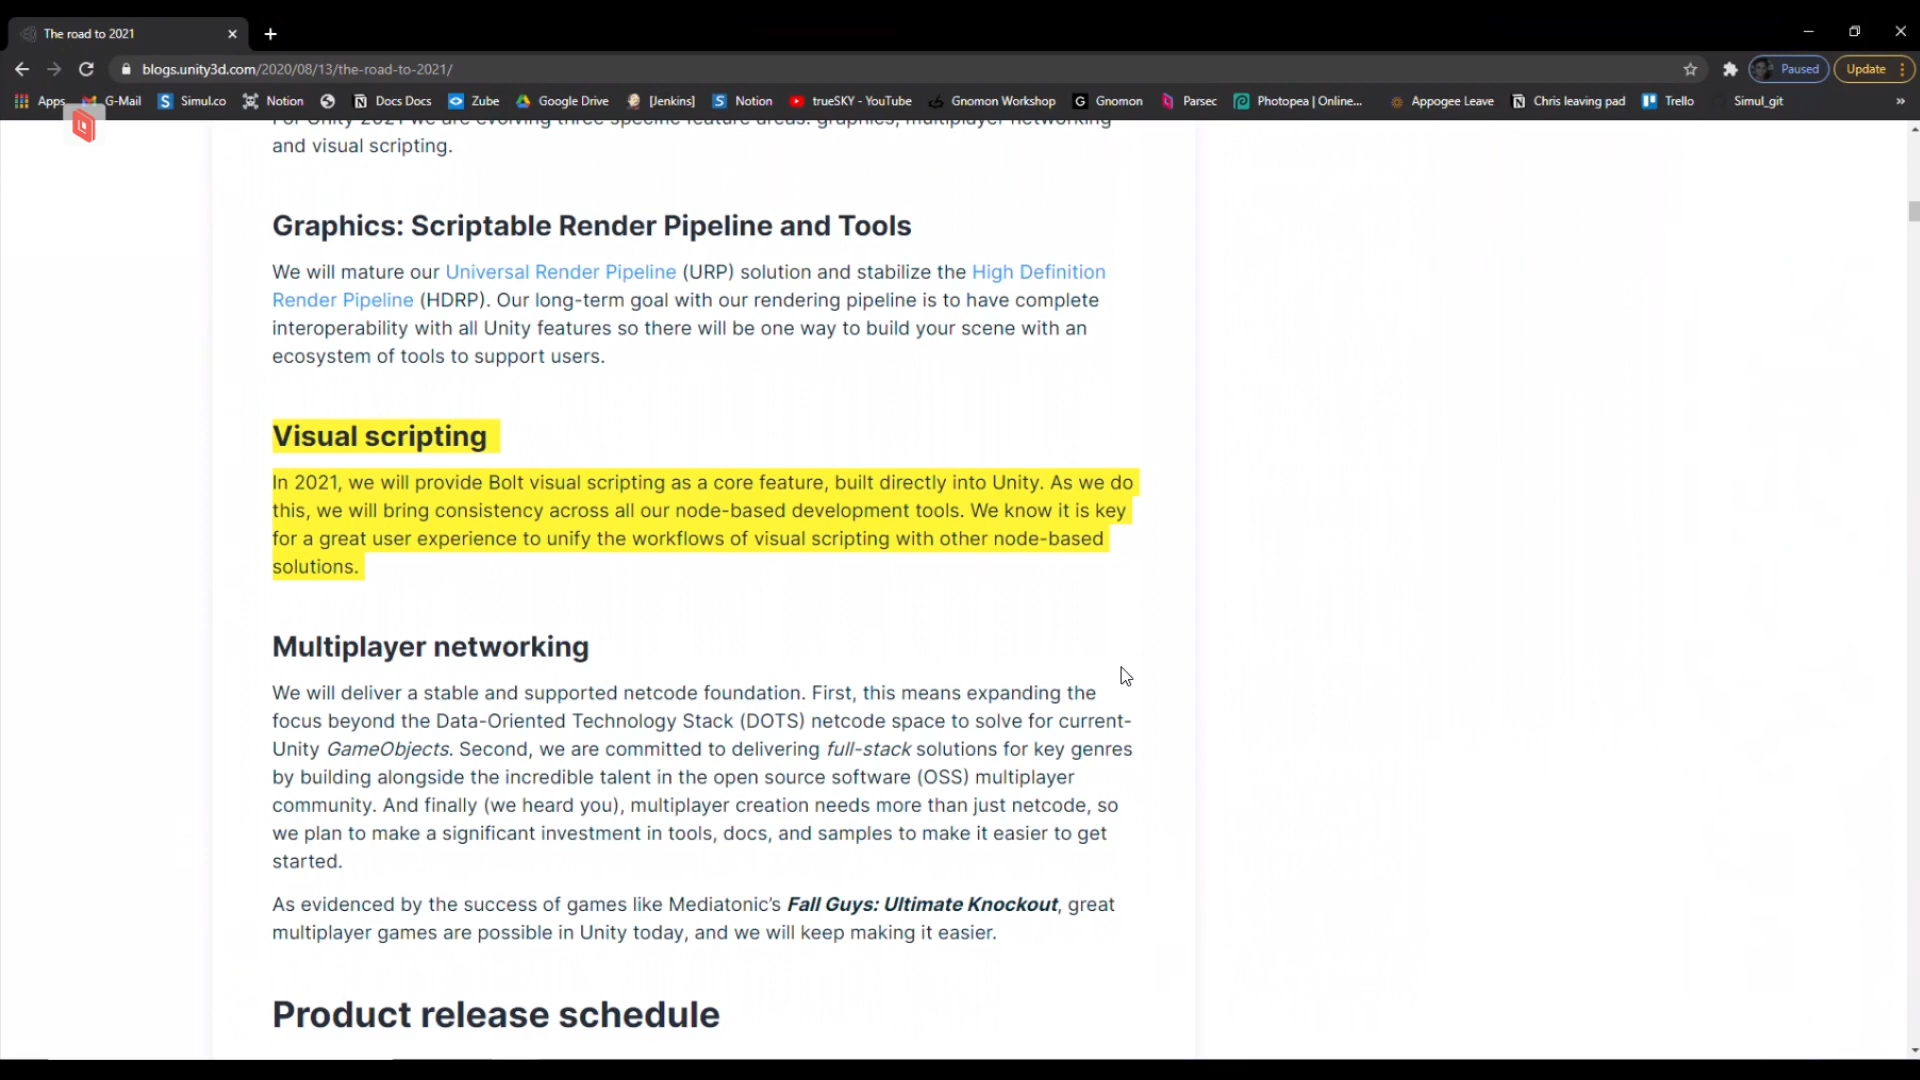 The road to 2021
blogs.unity3d.com/2020/08/13/the-road-to-2021/
Paused
Update
Apps
G-Mail
Simul.co
Notion
Docs Docs
Zube
Google Drive
[Jenkins]
Notion
trueSKY - YouTube
Gnomon Workshop
Gnomon
Parsec
Photopea | Online...
Appogee Leave
Chris leaving pad
Trello
Simul_git
For Unity 2021 we are evolving three specific feature areas: graphics, multiplayer networking
and visual scripting.
Graphics: Scriptable Render Pipeline and Tools
We will mature our Universal Render Pipeline (URP) solution and stabilize the High Definition
Render Pipeline (HDRP). Our long-term goal with our rendering pipeline is to have complete
interoperability with all Unity features so there will be one way to build your scene with an
ecosystem of tools to support users.
Visual scripting
In 2021, we will provide Bolt visual scripting as a core feature, built directly into Unity. As we do
this, we will bring consistency across all our node-based development tools. We know it is key
for a great user experience to unify the workflows of visual scripting with other node-based
solutions.
Multiplayer networking
We will deliver a stable and supported netcode foundation. First, this means expanding the
focus beyond the Data-Oriented Technology Stack (DOTS) netcode space to solve for current-
Unity GameObjects. Second, we are committed to delivering full-stack solutions for key genres
by building alongside the incredible talent in the open source software (OSS) multiplayer
community. And finally (we heard you), multiplayer creation needs more than just netcode, so
we plan to make a significant investment in tools, docs, and samples to make it easier to get
started.
As evidenced by the success of games like Mediatonic's Fall Guys: Ultimate Knockout, great
multiplayer games are possible in Unity today, and we will keep making it easier.
Product release schedule